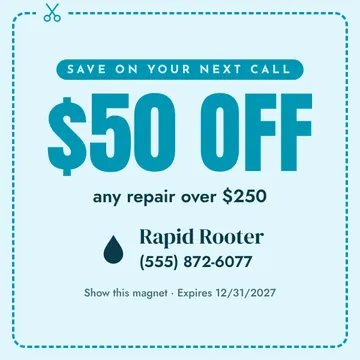 SAVE ON YOUR NEXT CALL
$50 OFF
any repair over $250
Rapid Rooter
(555) 872-6077
Show this magnet · Expires 12/31/2027